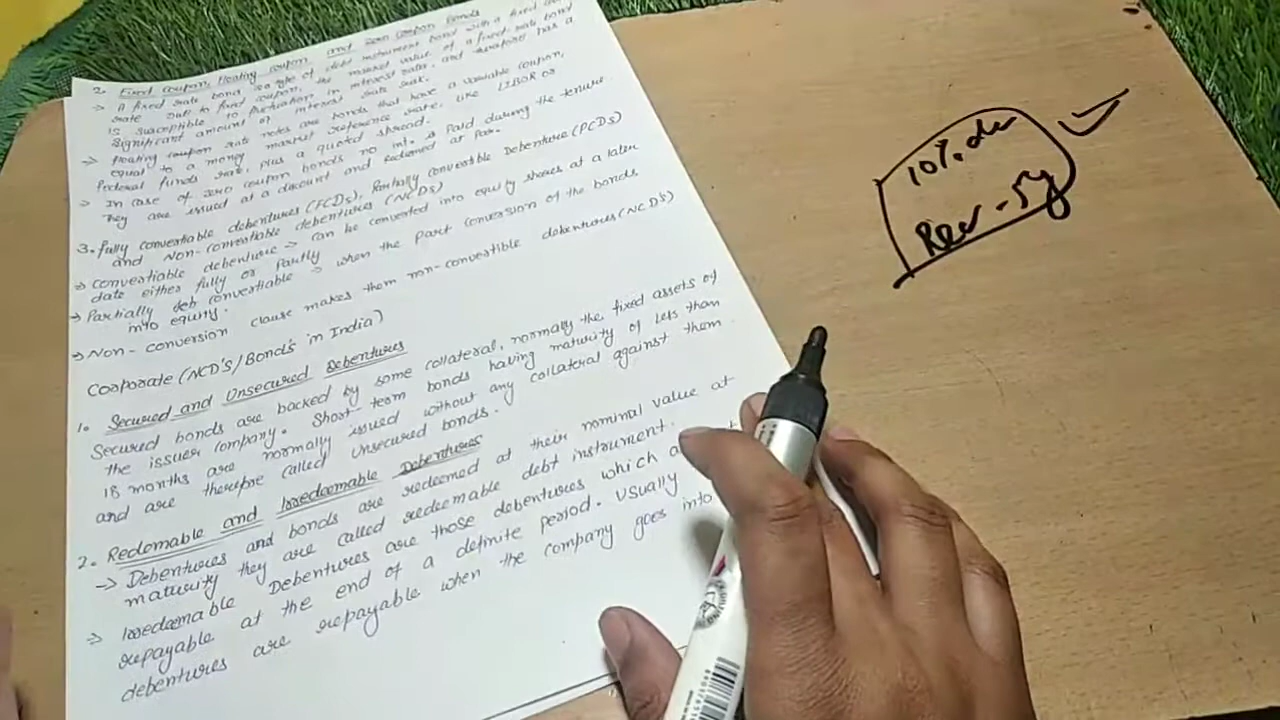 2. Fixed coupon, floating coupon and zero coupon Bonds
→ A fixed rate bond is a type of debt instrument bond with a fixed
rate out to fixed coupon, the market value of a fixed rate bond
is susceptible to fluctuation in interest rates, and therefore has a
significant amount of interest rate risk.
→ floating coupon rate notes are bonds that have a variable coupon,
equal to a money market reference rate, like LIBOR or
federal funds rate, plus a quoted spread.
→ In case of zero coupon bonds no int. is paid during the tenure
They are issued at a discount and redeemed at par.
3. fully convertiable debentures (FCDs), Partially convertible Debenture (PCDs)
and Non-convertiable debentures (NCDs)
→ convertiable debenture → can be converted into equity shares at a later
date either fully or partly
→ Partially deb convertiable → when the part conversion of the bonds
into equity.
→ Non-conversion clause makes them non-convertible debentures (NCDs)
Corporate (NCD's/Bond's in India)
1. Secured and Unsecured Debentures
Secured bonds are backed by some collateral, normally the fixed assets of
the issuer company. Short-term bonds having maturity of less than
18 months are normally issued without any collateral against them
and are therefore called Unsecured bonds.
2. Redemable and Irredeemable Debentures
→ Debentures and bonds are redeemed at their nominal value at
maturity they are called redeemable debt instrument.
→ Irredeemable Debentures are those debentures which
repayable at the end of a definite period. Usually
debentures are repayable when the company goes into
10%. de
Rev - 5y